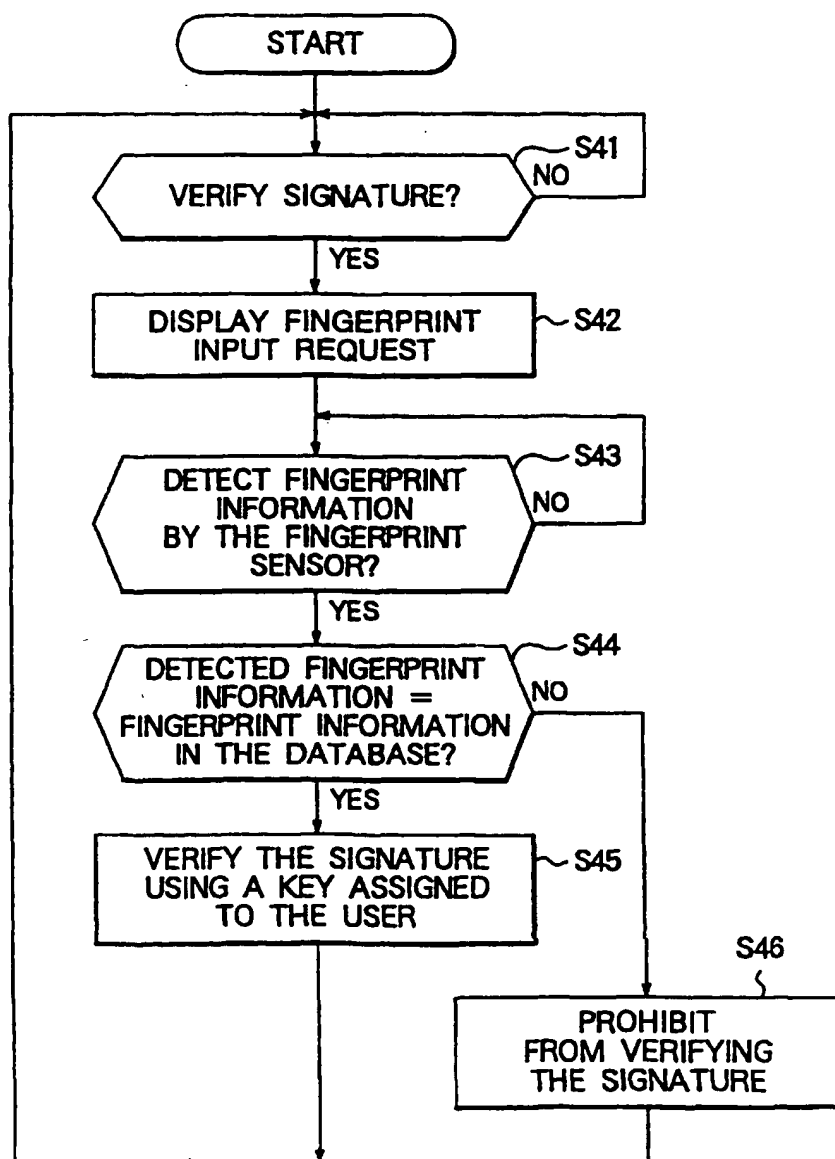 START
S41
VERIFY SIGNATURE?
NO
YES
DISPLAY FINGERPRINT
INPUT REQUEST
S42
S43
DETECT FINGERPRINT
INFORMATION
BY THE FINGERPRINT
SENSOR?
NO
YES
S44
DETECTED FINGERPRINT
INFORMATION =
FINGERPRINT INFORMATION
IN THE DATABASE?
NO
YES
VERIFY THE SIGNATURE
USING A KEY ASSIGNED
TO THE USER
S45
S46
PROHIBIT
FROM VERIFYING
THE SIGNATURE